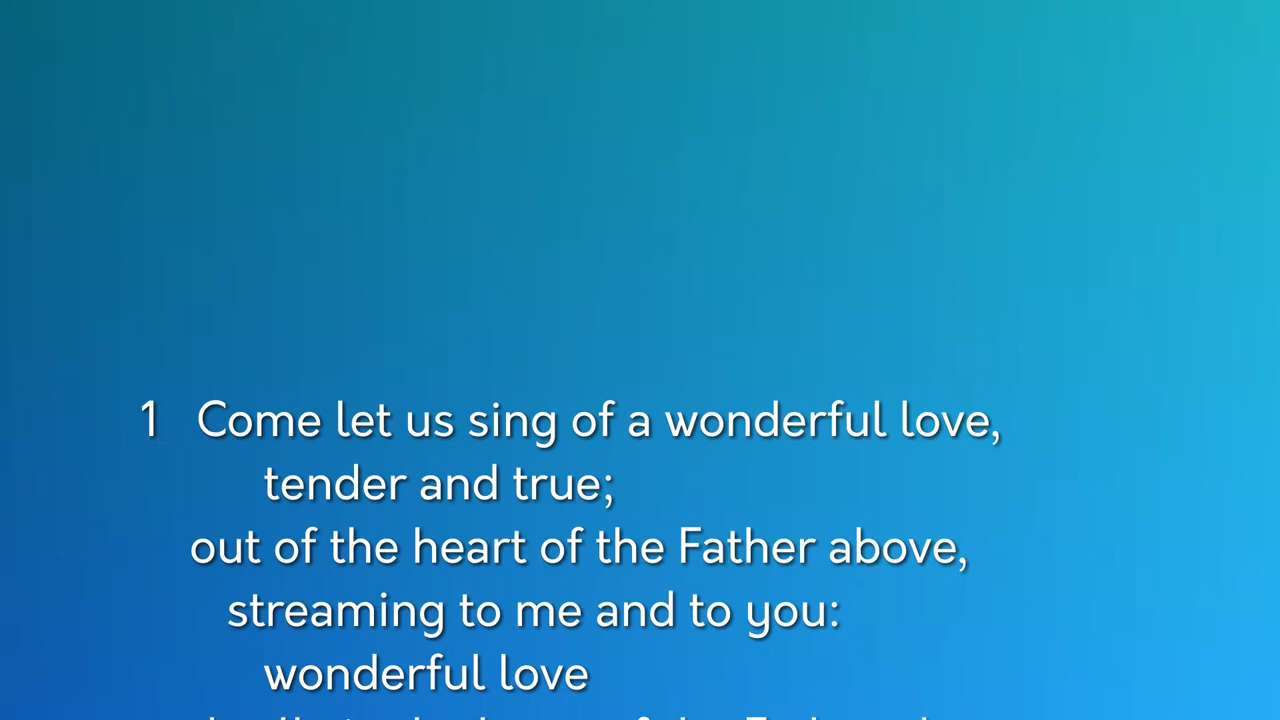 1 Come let us sing of a wonderful love,
tender and true;
out of the heart of the Father above,
streaming to me and to you:
wonderful love